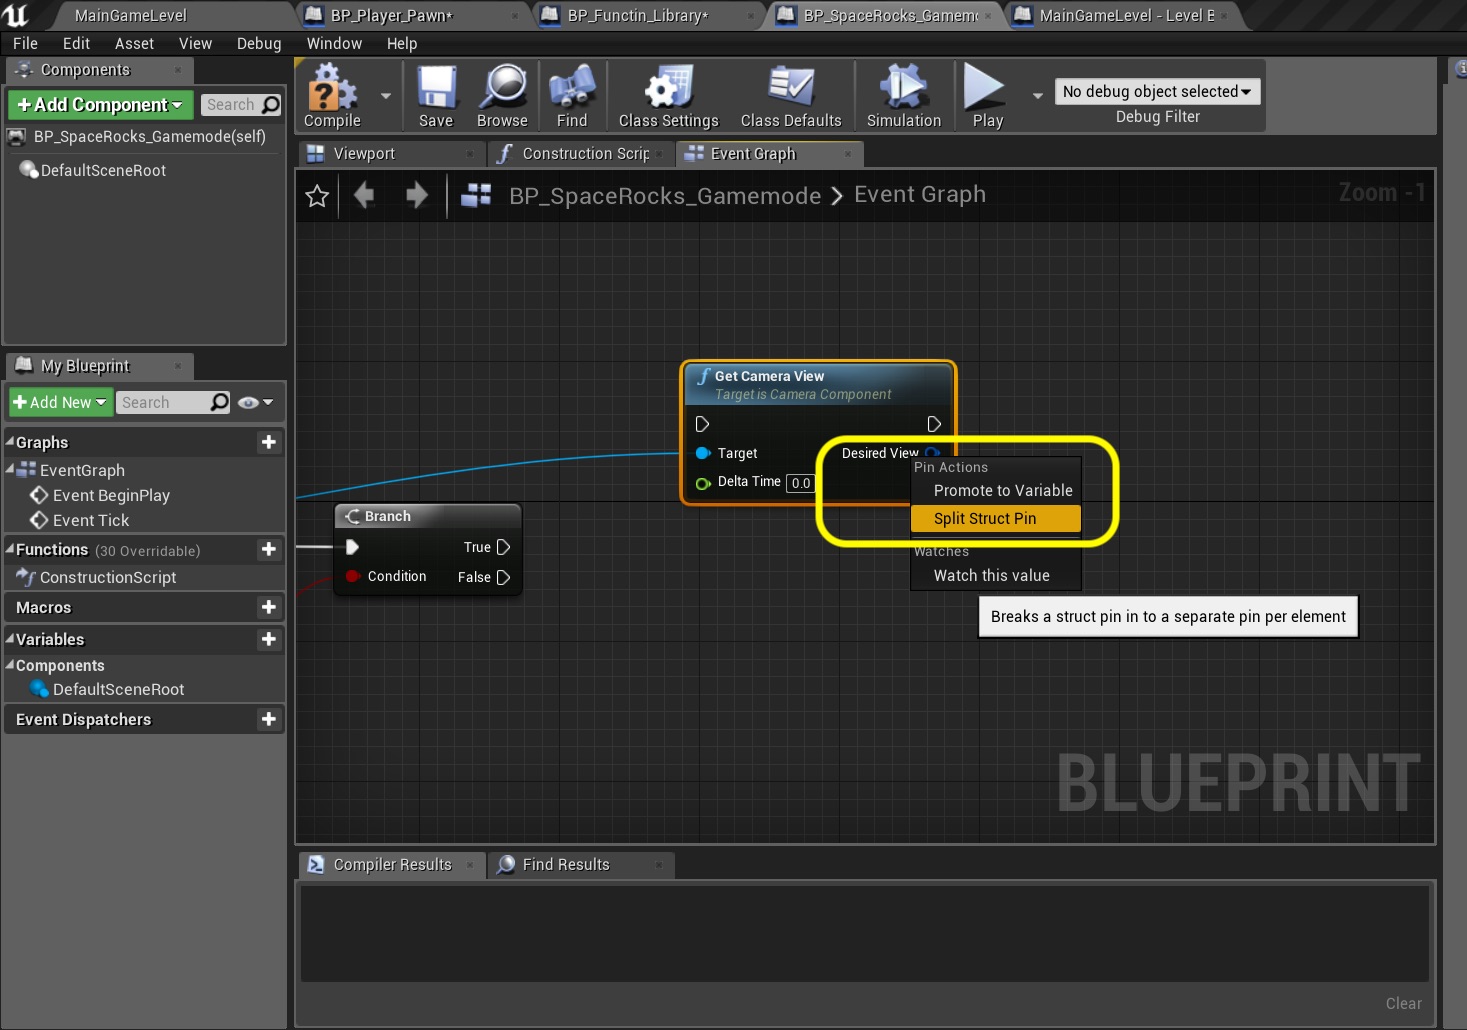 MainGameLevel
BP_Player_Pawn*
BP_Functin_Library*
BP_SpaceRocks_Gamem
MainGameLevel - Level B
File Edit Asset View Debug Window Help
Components
+Add Component
Search
BP_SpaceRocks_Gamemode(self)
DefaultSceneRoot
Compile
Save
Browse
Find
Class Settings
Class Defaults
Simulation
Play
No debug object selected
Debug Filter
Viewport
Construction Scrip
Event Graph
BP_SpaceRocks_Gamemode > Event Graph
Zoom -1
My Blueprint
+Add New
Search
Graphs
EventGraph
Event BeginPlay
Event Tick
Functions (30 Overridable)
ConstructionScript
Macros
Variables
Components
DefaultSceneRoot
Event Dispatchers
Get Camera View
Target is Camera Component
Target
Desired View
Delta Time 0.0
Branch
True
Condition
False
Pin Actions
Promote to Variable
Split Struct Pin
Watches
Watch this value
Breaks a struct pin in to a separate pin per element
BLUEPRINT
Compiler Results
Find Results
Clear